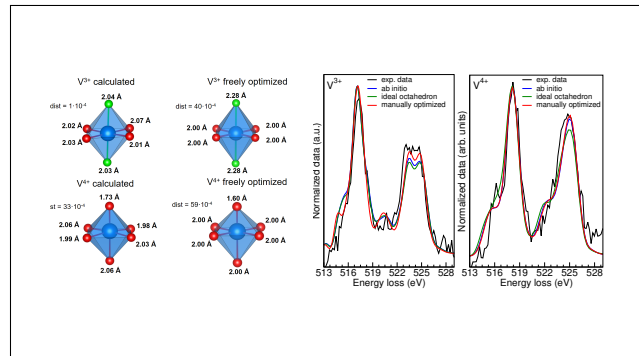 V³⁺ calculated
2.04 Å
dist = 1·10⁻⁴
2.02 Å
2.07 Å
2.03 Å
2.01 Å
2.03 Å
V³⁺ freely optimized
2.28 Å
dist = 40·10⁻⁴
2.00 Å
2.00 Å
2.00 Å
2.00 Å
2.28 Å
V⁴⁺ calculated
1.73 Å
st = 33·10⁻⁴
2.06 Å
1.98 Å
1.99 Å
2.03 Å
2.06 Å
V⁴⁺ freely optimized
1.60 Å
dist = 59·10⁻⁴
2.00 Å
2.00 Å
2.00 Å
2.00 Å
2.00 Å
V³⁺
exp. data
ab initio
ideal octahedron
manually optimized
Normalized data (a.u.)
513 516 519 522 525 528
Energy loss (eV)
V⁴⁺
exp. data
ab initio
ideal octahedron
manually optimized
Normalized data (arb. units)
513 516 519 522 525 528
Energy loss (eV)